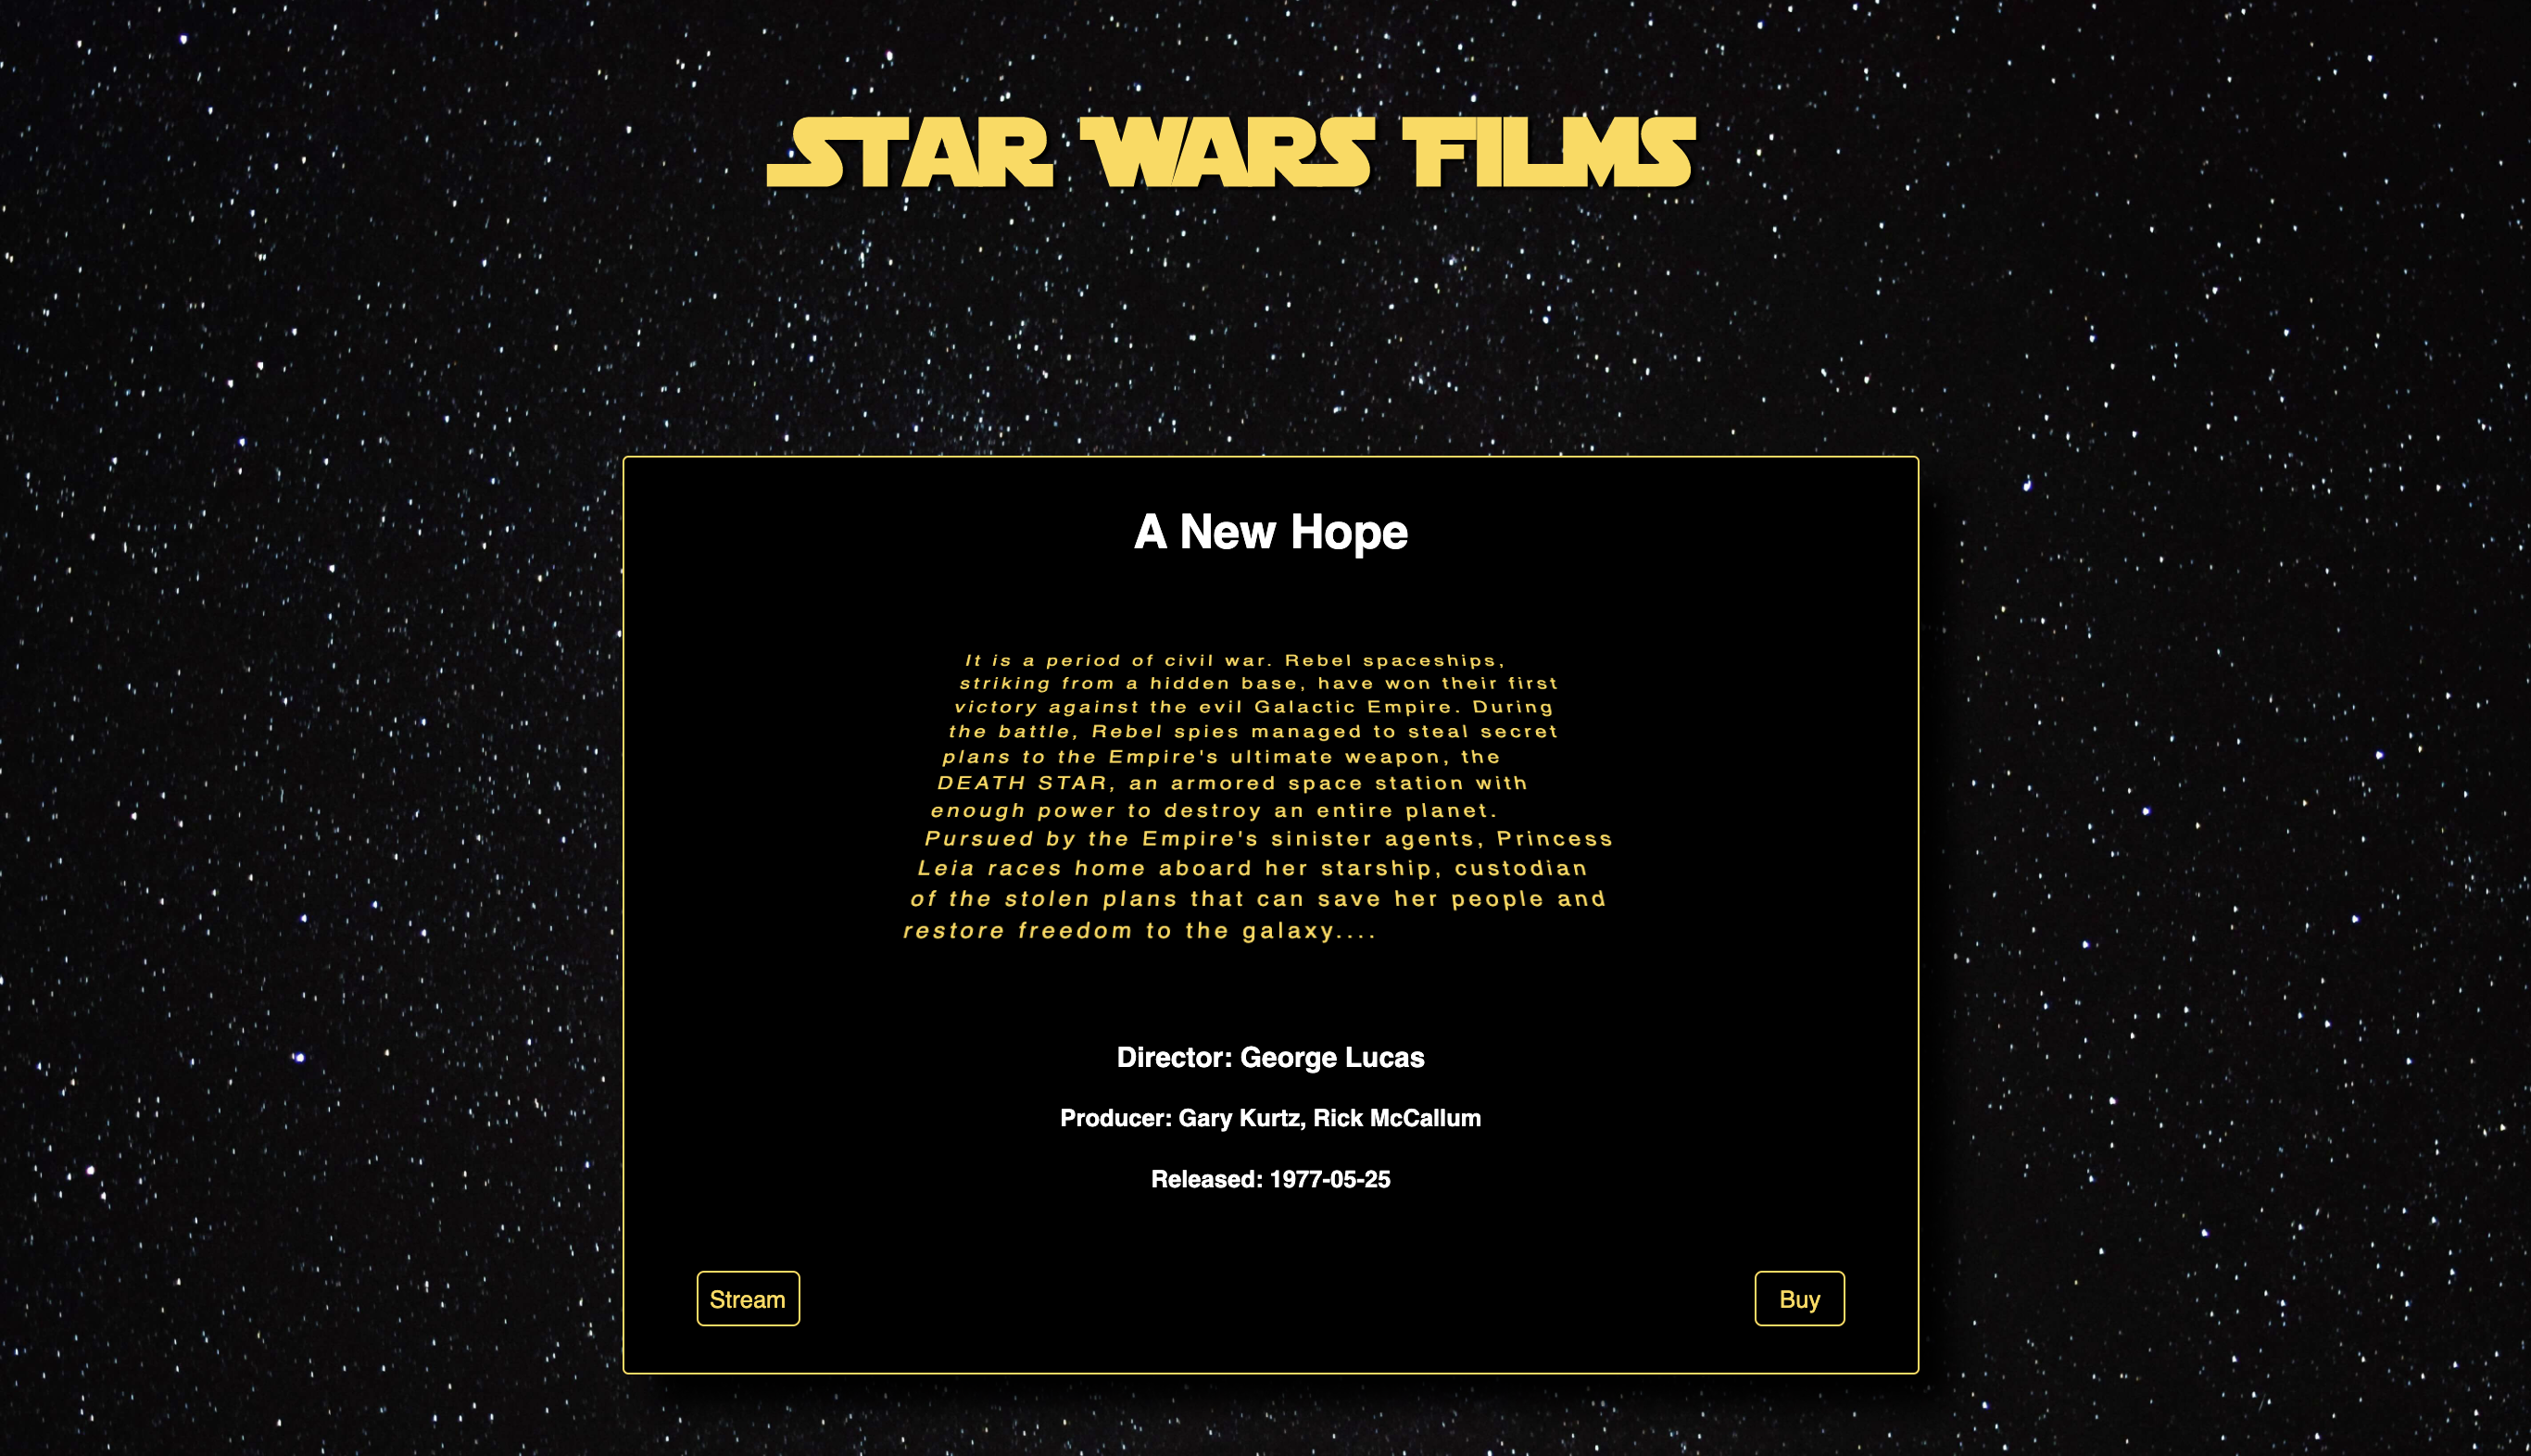 STAR WARS FILMS
A New Hope
It is a period of civil war. Rebel spaceships,
striking from a hidden base, have won their first
victory against the evil Galactic Empire. During
the battle, Rebel spies managed to steal secret
plans to the Empire's ultimate weapon, the
DEATH STAR, an armored space station with
enough power to destroy an entire planet.
Pursued by the Empire's sinister agents, Princess
Leia races home aboard her starship, custodian
of the stolen plans that can save her people and
restore freedom to the galaxy....
Director: George Lucas
Producer: Gary Kurtz, Rick McCallum
Released: 1977-05-25
Stream
Buy